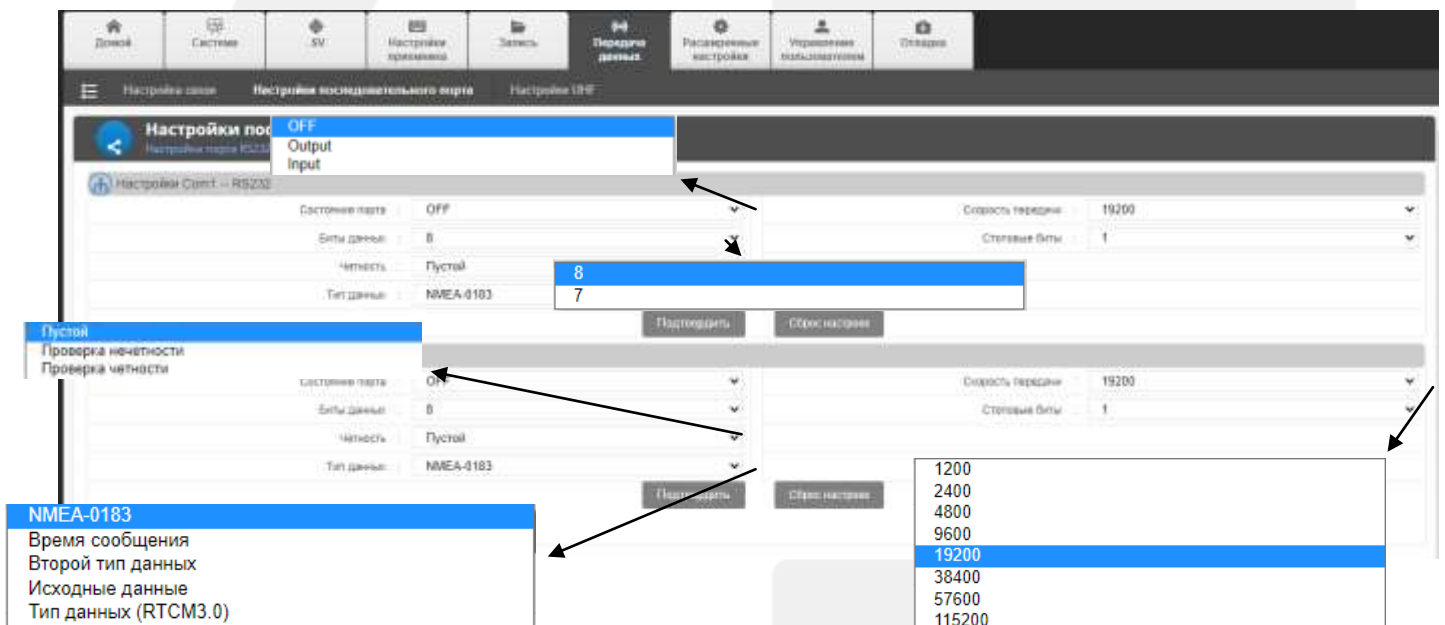 Домой
Система
SV
Настройки приемника
Запись
Передача данных
Расширенные настройки
Управление пользователем
Отладка
Настройки связи
Настройки последовательного порта
Настройки UHF
Настройки пос
Настройки порта RS232
OFF
Output
Input
Настройки Com1 -- RS232
Состояние порта : OFF
Скорость передачи : 19200
Биты данных : 8
Стоповые биты : 1
Четность : Пустой
Тип данных : NMEA-0183
8
7
Подтвердить
Сброс настроек
Пустой
Проверка нечетности
Проверка четности
Состояние порта : OFF
Скорость передачи : 19200
Биты данных : 8
Стоповые биты : 1
Четность : Пустой
Тип данных : NMEA-0183
Подтвердить
Сброс настроек
NMEA-0183
Время сообщения
Второй тип данных
Исходные данные
Тип данных (RTCM3.0)
1200
2400
4800
9600
19200
38400
57600
115200